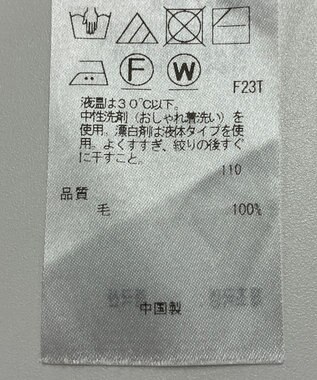 F
W
F23T
液温は30℃以下。
中性洗剤（おしゃれ着洗い）を
使用。漂白剤は液体タイプを使
用。よくすすぎ、絞りの後すぐ
に干すこと。
110
品質
毛 100%
中国製